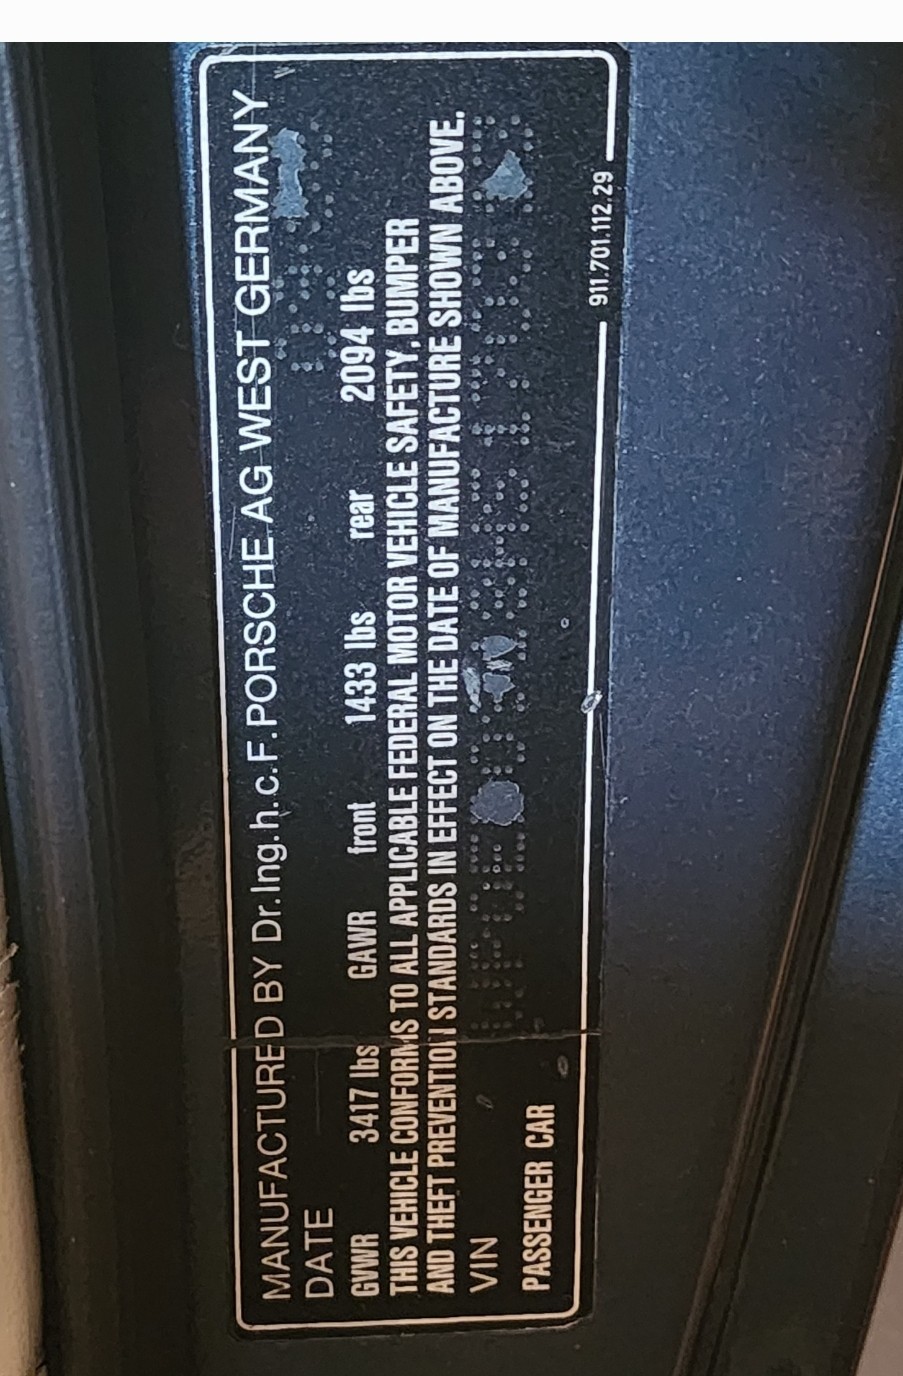 MANUFACTURED BY Dr.Ing.h.c.F.PORSCHE AG WEST GERMANY
DATE
GVWR 3417 lbs GAWR front 1433 lbs rear 2094 lbs
THIS VEHICLE CONFORMS TO ALL APPLICABLE FEDERAL MOTOR VEHICLE SAFETY, BUMPER
AND THEFT PREVENTION STANDARDS IN EFFECT ON THE DATE OF MANUFACTURE SHOWN ABOVE.
VIN
PASSENGER CAR
911.701.112.29